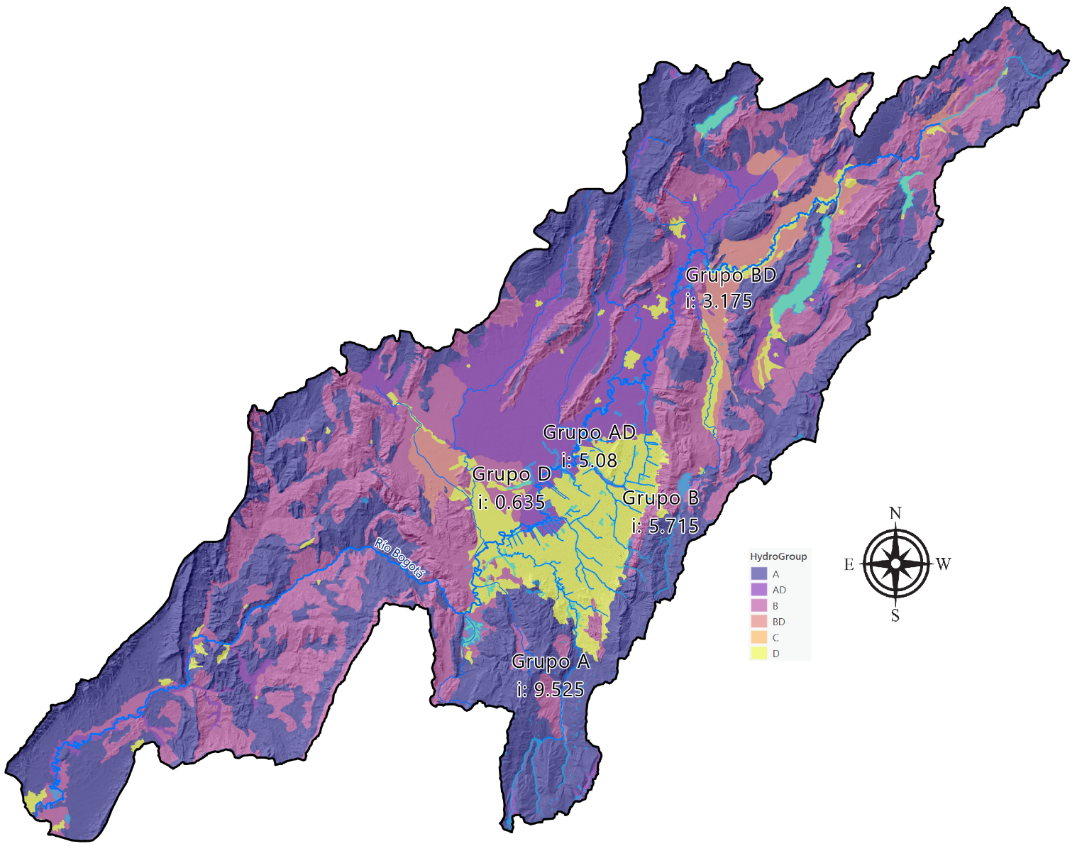 Grupo BD
i: 3.175
Grupo AD
i: 5.08
Grupo D
i: 0.635
Grupo B
i: 5.715
Río Bogotá
Grupo A
i: 9.525
N
E
W
S
HydroGroup
A
AD
B
BD
C
D